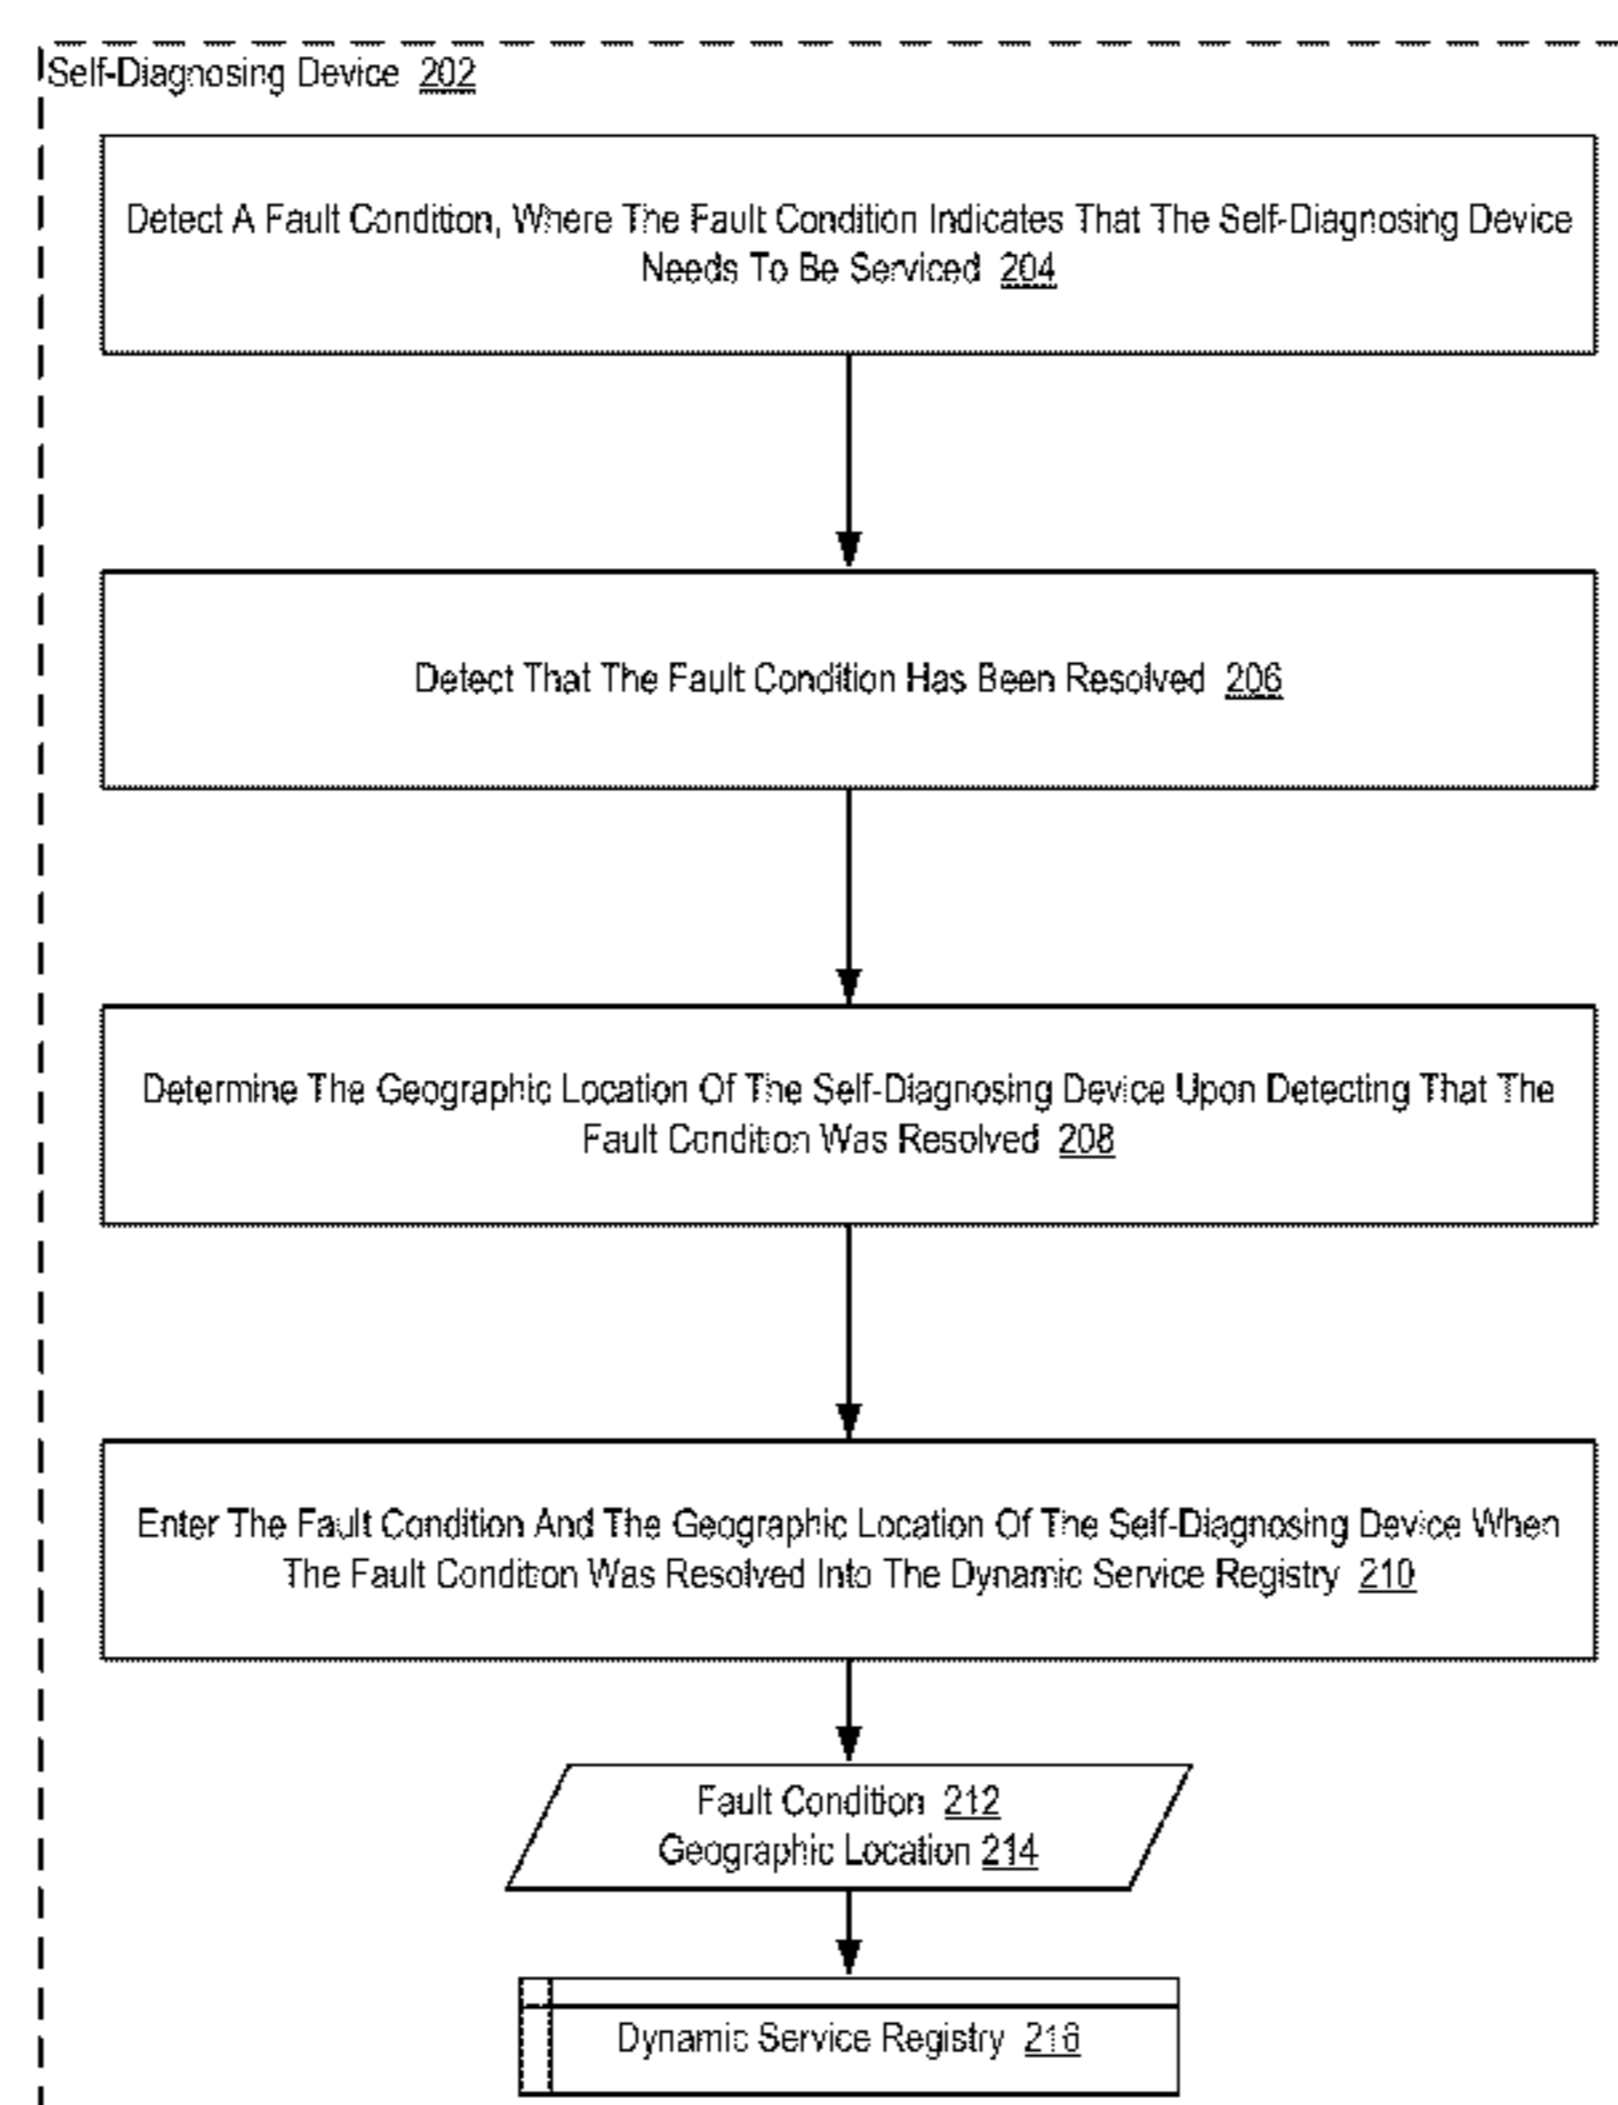 Self-Diagnosing Device 202
Detect A Fault Condition, Where The Fault Condition Indicates That The Self-Diagnosing Device
Needs To Be Serviced 204
Detect That The Fault Condition Has Been Resolved 206
Determine The Geographic Location Of The Self-Diagnosing Device Upon Detecting That The
Fault Condition Was Resolved 208
Enter The Fault Condition And The Geographic Location Of The Self-Diagnosing Device When
The Fault Condition Was Resolved Into The Dynamic Service Registry 210
Fault Condition 212
Geographic Location 214
Dynamic Service Registry 216